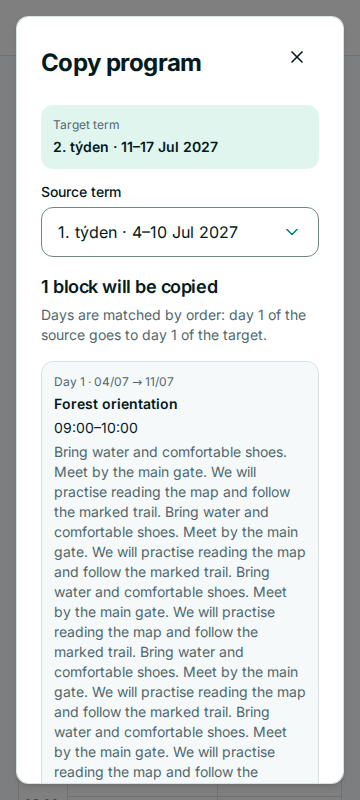 Copy program
Target term
2. týden · 11–17 Jul 2027
Source term
1. týden · 4–10 Jul 2027
1 block will be copied
Days are matched by order: day 1 of the
source goes to day 1 of the target.
Day 1 · 04/07 → 11/07
Forest orientation
09:00–10:00
Bring water and comfortable shoes.
Meet by the main gate. We will
practise reading the map and follow
the marked trail. Bring water and
comfortable shoes. Meet by the main
gate. We will practise reading the map
and follow the marked trail. Bring
water and comfortable shoes. Meet
by the main gate. We will practise
reading the map and follow the
marked trail. Bring water and
comfortable shoes. Meet by the main
gate. We will practise reading the map
and follow the marked trail. Bring
water and comfortable shoes. Meet
by the main gate. We will practise
reading the map and follow the